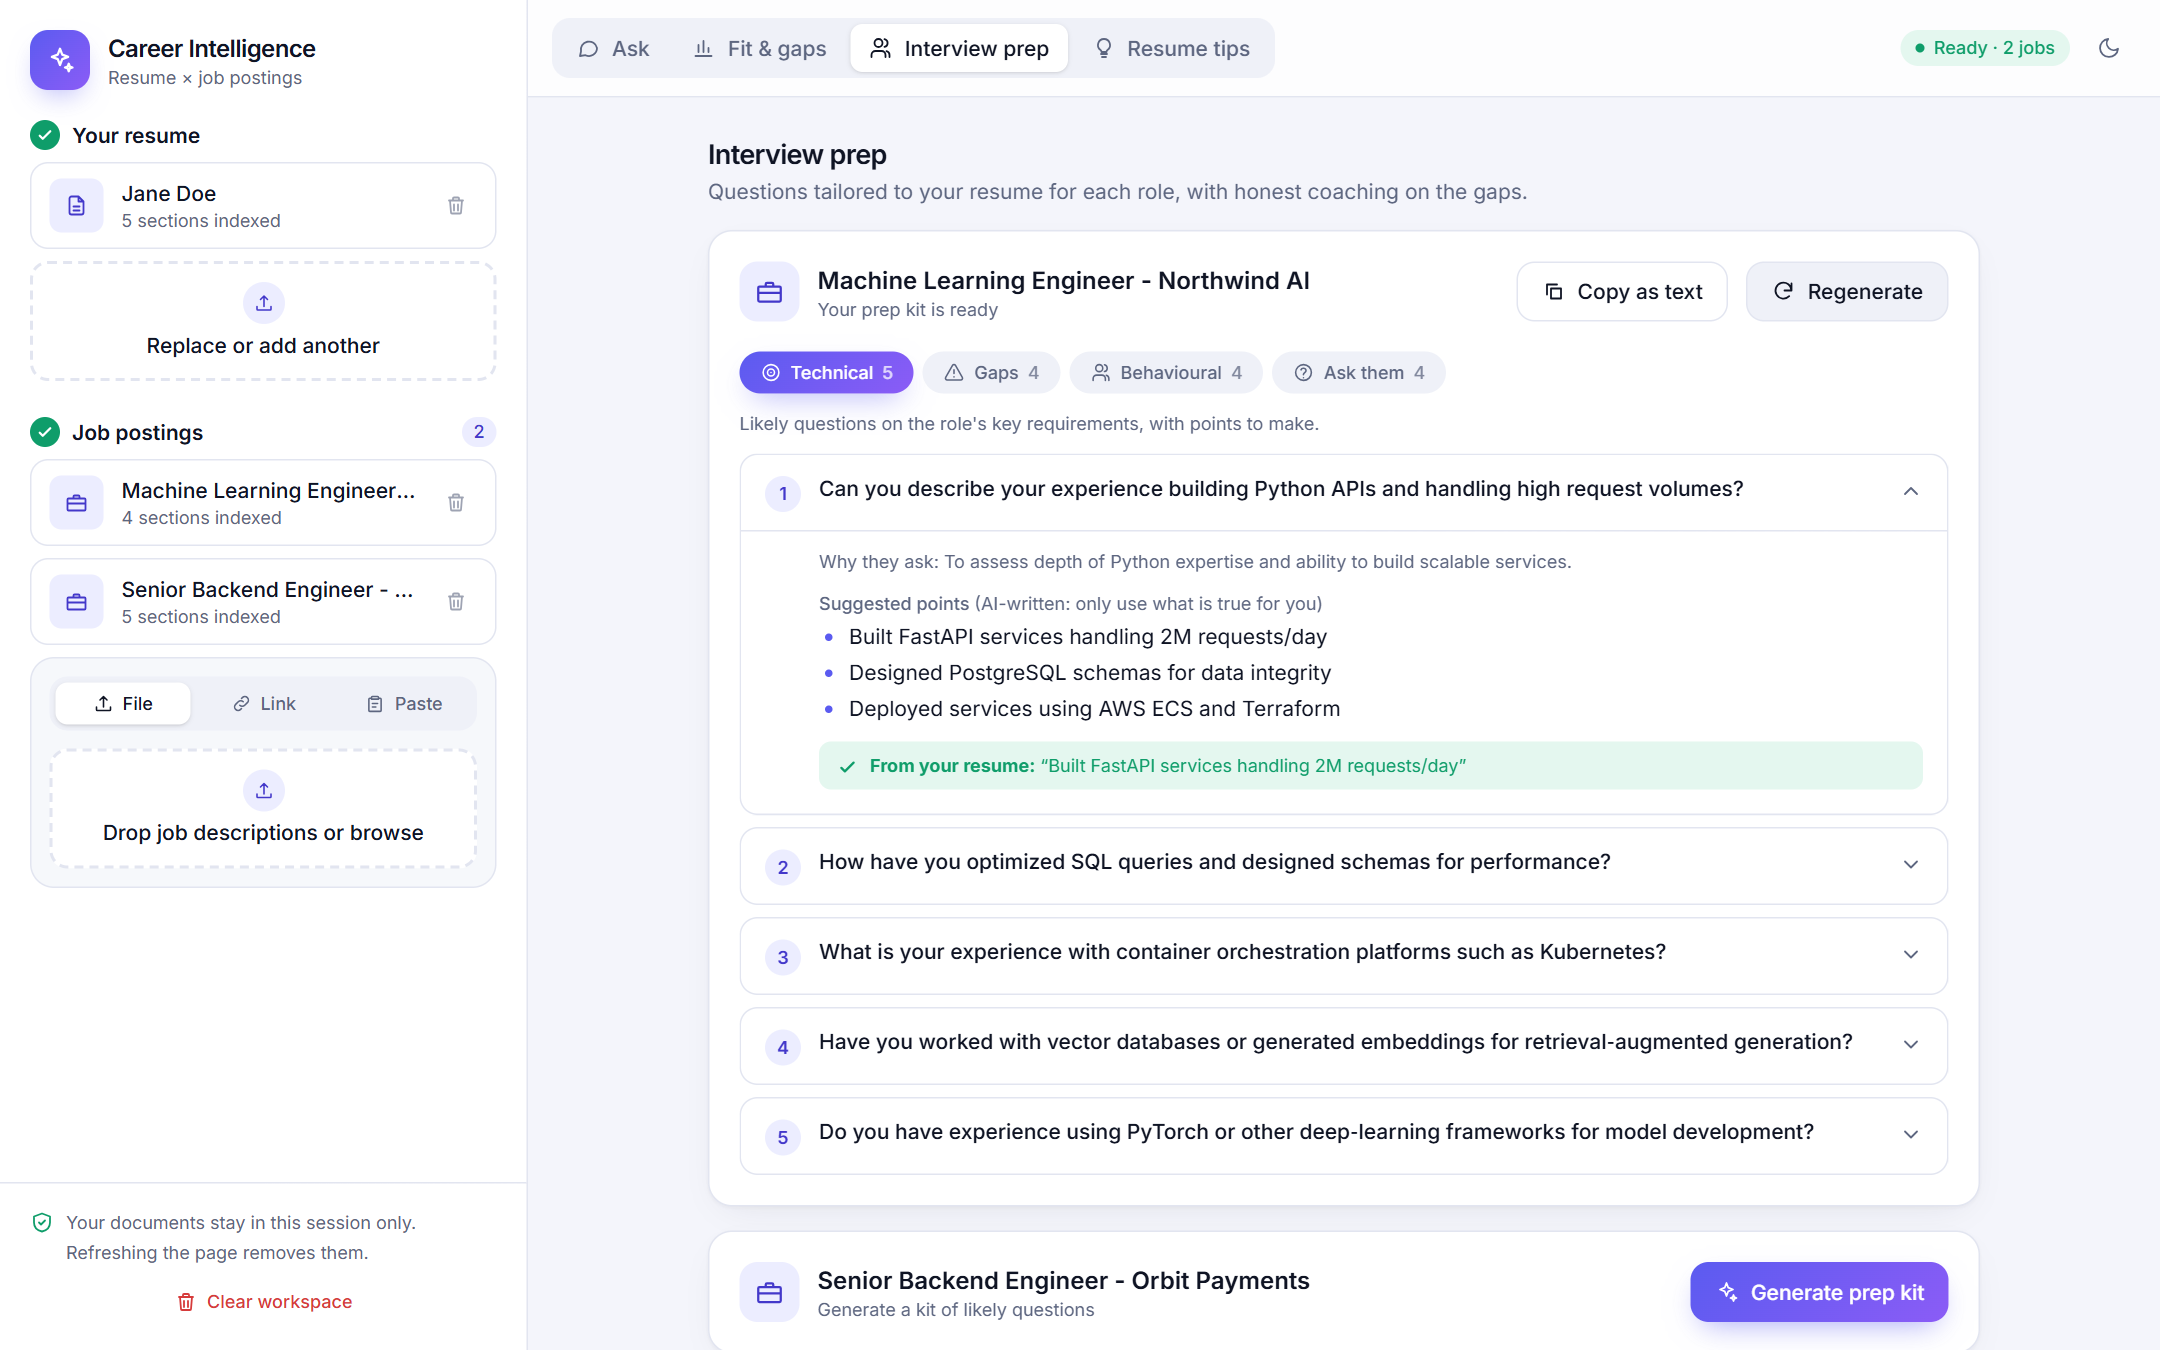 Career Intelligence
Resume × job postings
Your resume
Jane Doe
5 sections indexed
Replace or add another
Job postings
2
Machine Learning Engineer...
4 sections indexed
Senior Backend Engineer - ...
5 sections indexed
File
Link
Paste
Drop job descriptions or browse
Your documents stay in this session only.
Refreshing the page removes them.
Clear workspace
Ask
Fit & gaps
Interview prep
Resume tips
Ready · 2 jobs
Interview prep
Questions tailored to your resume for each role, with honest coaching on the gaps.
Machine Learning Engineer - Northwind AI
Your prep kit is ready
Copy as text
Regenerate
Technical 5
Gaps 4
Behavioural 4
Ask them 4
Likely questions on the role's key requirements, with points to make.
1 Can you describe your experience building Python APIs and handling high request volumes?
Why they ask: To assess depth of Python expertise and ability to build scalable services.
Suggested points (AI-written: only use what is true for you)
• Built FastAPI services handling 2M requests/day
• Designed PostgreSQL schemas for data integrity
• Deployed services using AWS ECS and Terraform
From your resume: “Built FastAPI services handling 2M requests/day”
2 How have you optimized SQL queries and designed schemas for performance?
3 What is your experience with container orchestration platforms such as Kubernetes?
4 Have you worked with vector databases or generated embeddings for retrieval-augmented generation?
5 Do you have experience using PyTorch or other deep-learning frameworks for model development?
Senior Backend Engineer - Orbit Payments
Generate a kit of likely questions
Generate prep kit